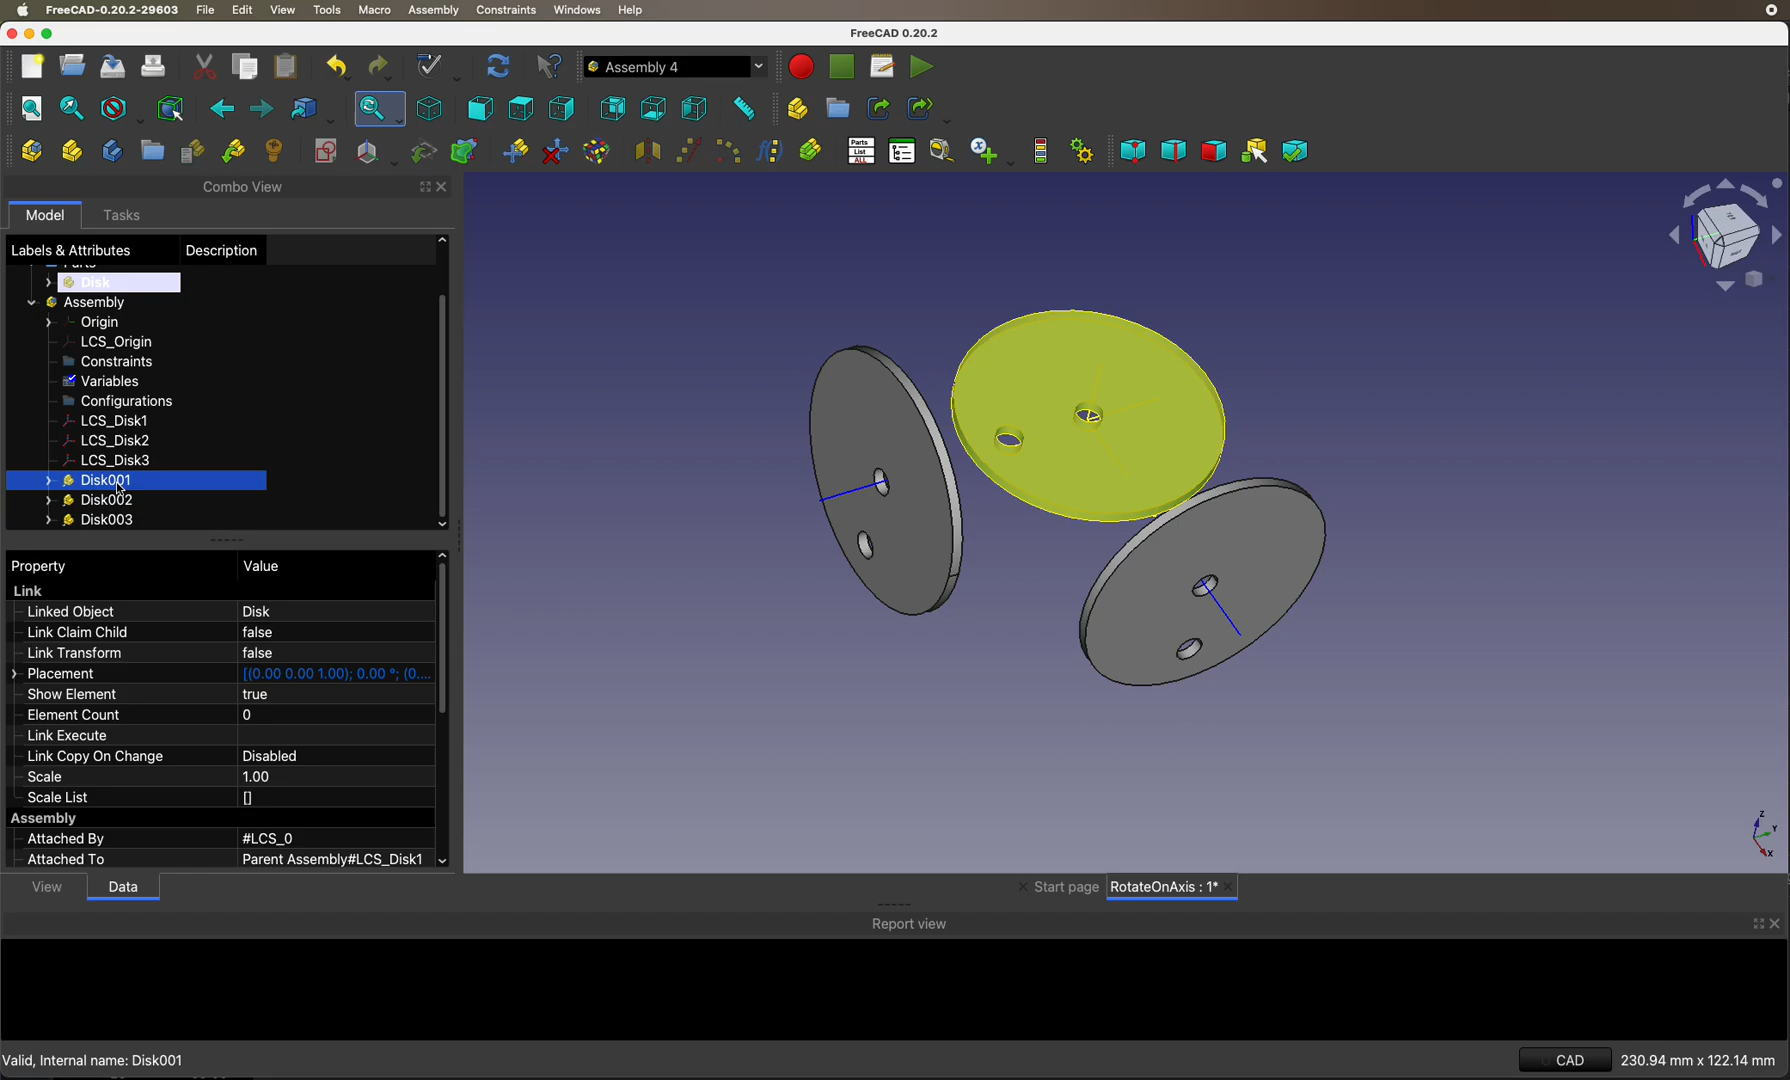 FreeCAD-0.20.2-29603 File Edit View Tools Macro Assembly Constraints Windows Help
FreeCAD 0.20.2
Assembly 4
Parts List ALL
Combo View
Model Tasks
Labels & Attributes Description
Parts
Disk
Assembly
Origin
LCS_Origin
Constraints
Variables
Configurations
LCS_Disk1
LCS_Disk2
LCS_Disk3
Disk001
Disk002
Disk003
Property Value
Link
Linked Object Disk
Link Claim Child false
Link Transform false
Placement [(0.00 0.00 1.00); 0.00 °; (0....
Show Element true
Element Count 0
Link Execute
Link Copy On Change Disabled
Scale 1.00
Scale List []
Assembly
Attached By #LCS_0
Attached To Parent Assembly#LCS_Disk1
Z
Y
X
View Data
Start page RotateOnAxis : 1*
Report view
Valid, Internal name: Disk001
CAD 230.94 mm x 122.14 mm